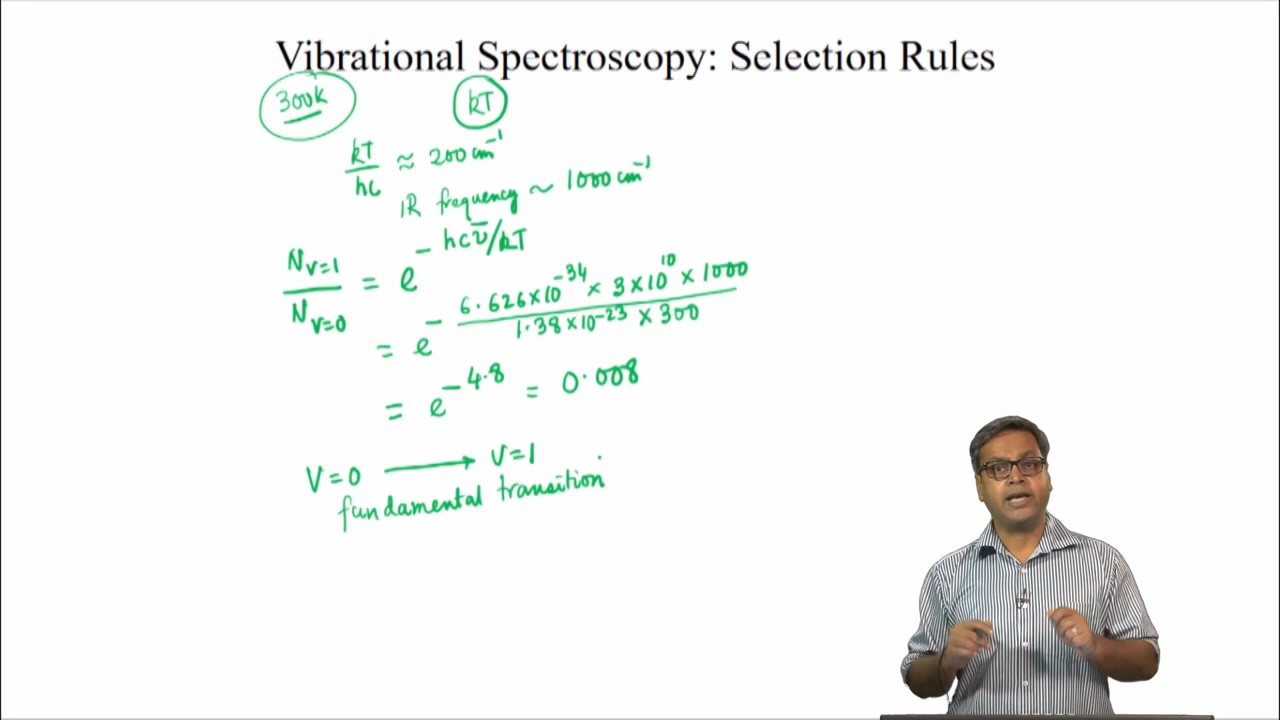 Vibrational Spectroscopy: Selection Rules
300K kT
kT/hc ≈ 200 cm⁻¹
IR frequency ~ 1000 cm⁻¹
N_{V=1}/N_{V=0} = e^{-hcν̄/kT}
= e^{-(6.626×10⁻³⁴ × 3×10¹⁰ × 1000)/(1.38×10⁻²³ × 300)}
= e^{-4.8} = 0.008
V=0 → V=1
fundamental transition